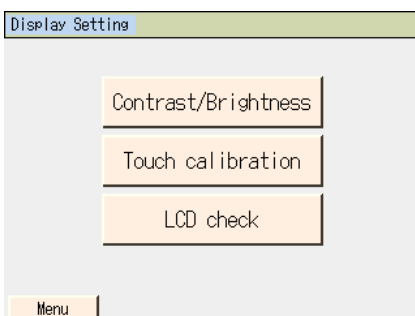 Display Setting
Contrast/Brightness
Touch calibration
LCD check
Menu